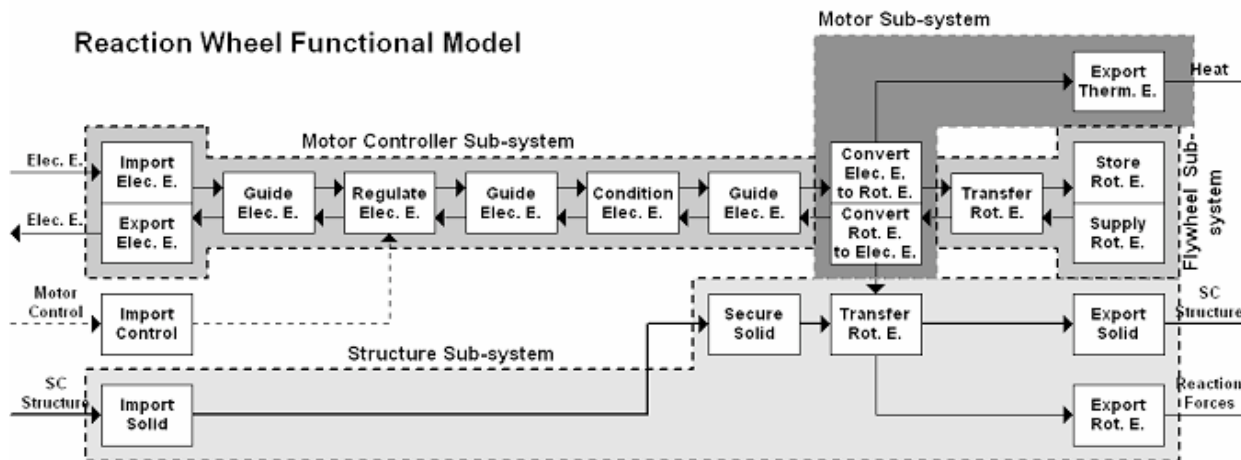 Motor Sub-system
Reaction Wheel Functional Model
Export
Therm. E.
Heat
Motor Controller Sub-system
Elec. E.
Import
Elec. E.
Elec. E.
Export
Elec. E.
Guide
Elec. E.
Regulate
Elec. E.
Guide
Elec. E.
Condition
Elec. E.
Guide
Elec. E.
Convert
Elec. E.
to Rot. E.
Convert
Rot. E.
to Elec. E.
Transfer
Rot. E.
Store
Rot. E.
Supply
Rot. E.
Flywheel Sub-
system
Motor
Control
Import
Control
Structure Sub-system
Secure
Solid
Transfer
Rot. E.
Export
Solid
SC
Structure
SC
Structure
Import
Solid
Export
Rot. E.
Reaction
Forces